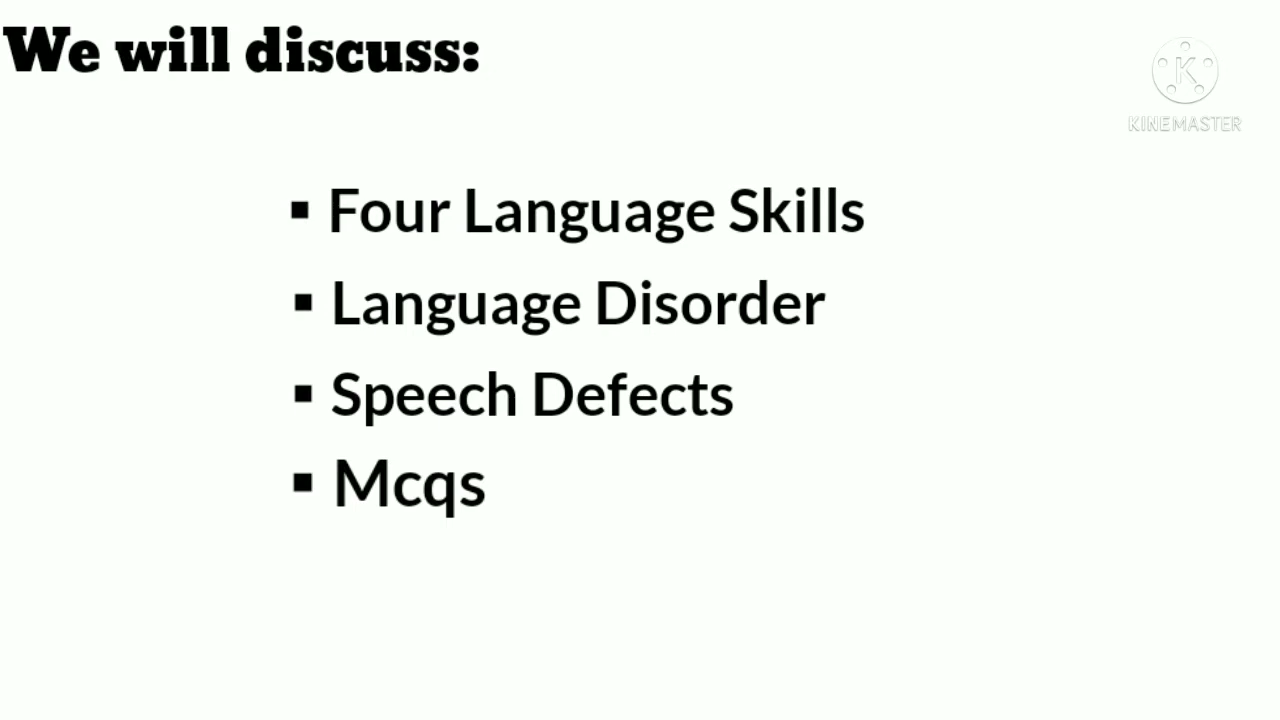 We will discuss:
K
KINEMASTER
▪ Four Language Skills
▪ Language Disorder
▪ Speech Defects
▪ Mcqs